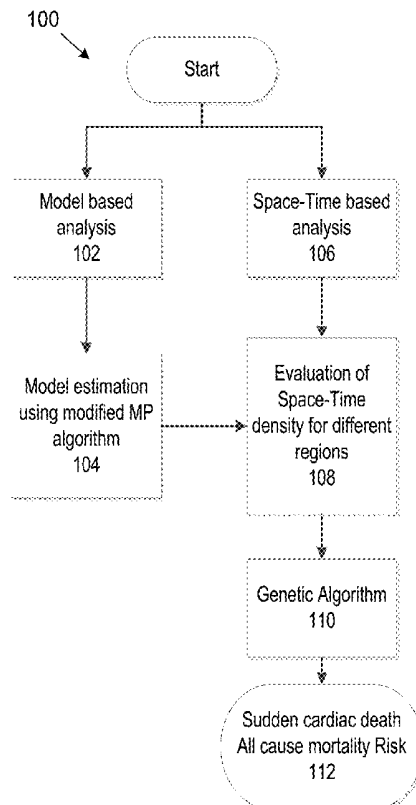 100
Start
Model based
analysis
102
Space-Time based
analysis
106
Model estimation
using modified MP
algorithm
104
Evaluation of
Space-Time
density for different
regions
108
Genetic Algorithm
110
Sudden cardiac death
All cause mortality Risk
112